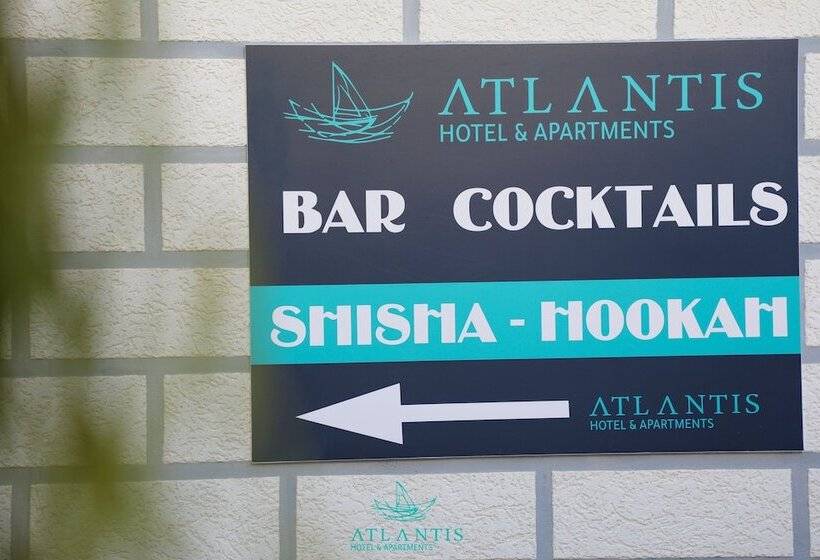 ATLANTIS
HOTEL & APARTMENTS
BAR COCKTAILS
SHISHA - HOOKAH
ATLANTIS
HOTEL & APARTMENTS
ATLANTIS
HOTEL & APARTMENTS